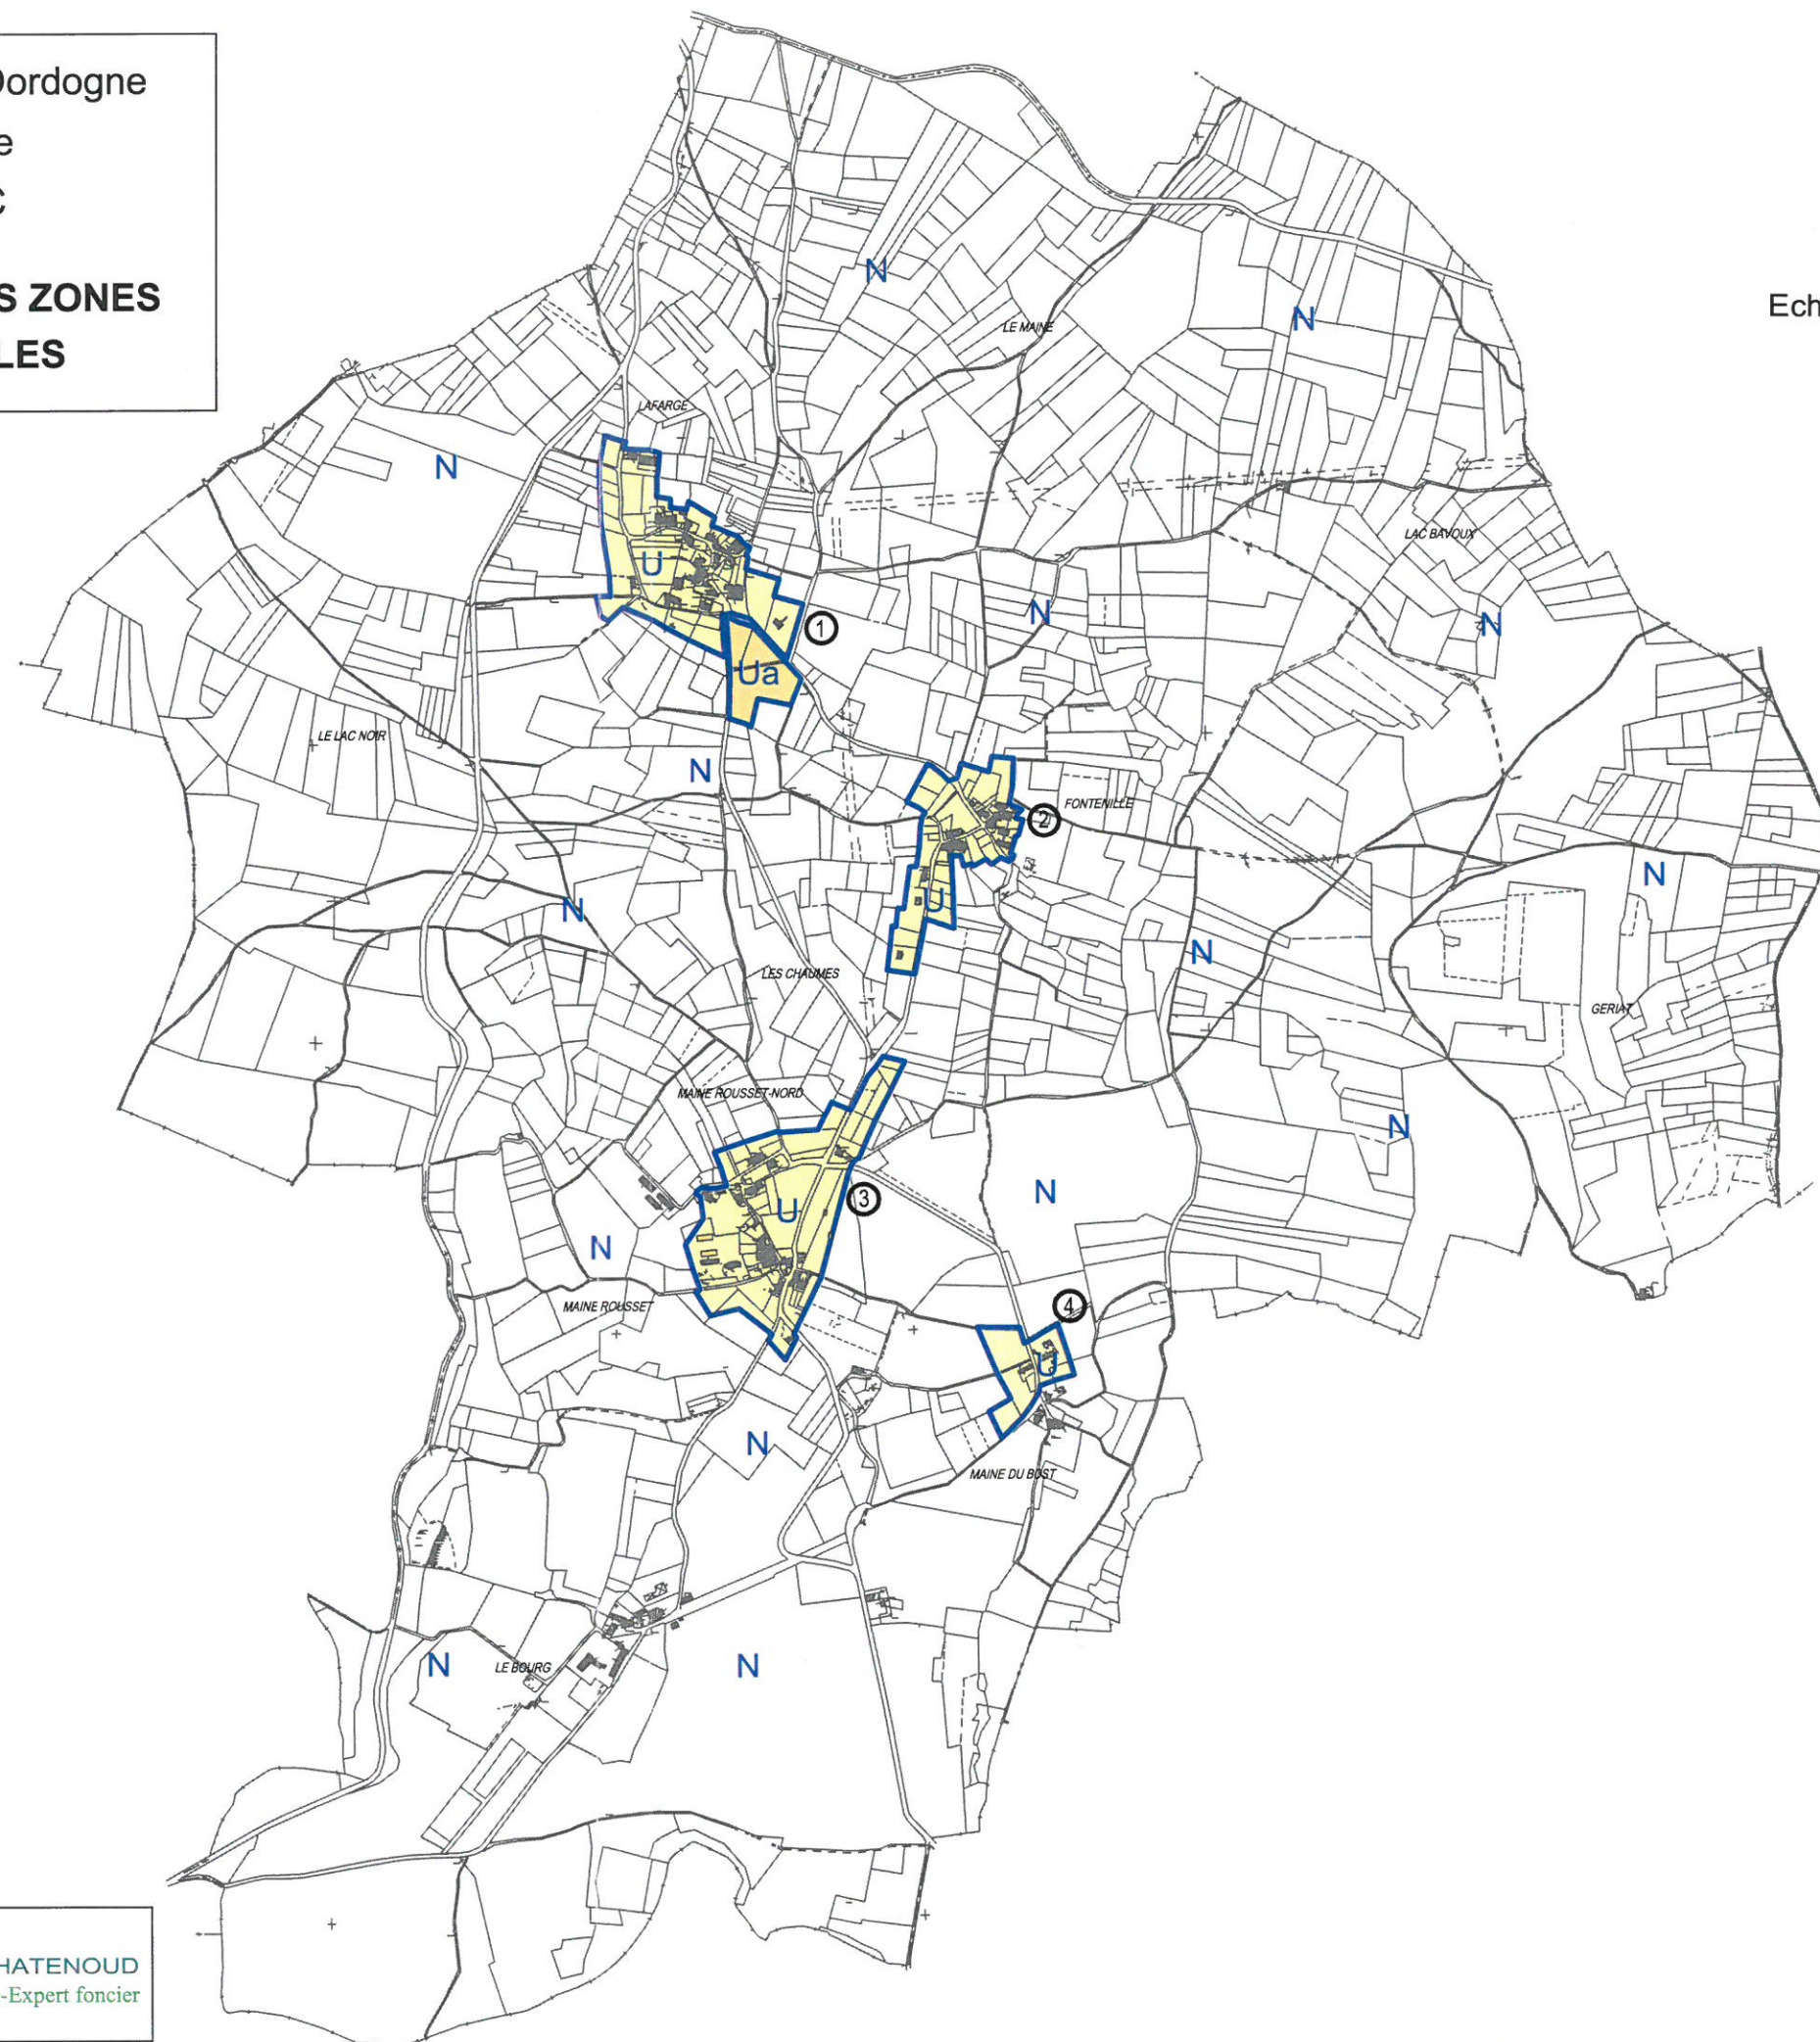 Dordogne
e
C
S ZONES
LES
Ech
N
LE MAINE
N
LAFARGE
N
LAC BAVOUX
U
N
N
1
Ua
LE LAC NOIR
N
FONTENILLE
2
N
U
N
N
LES CHAUMES
GERIAT
MAINE ROUSSET-NORD
N
N
3
U
N
MAINE ROUSSET
4
U
N
MAINE DU BOST
N
LE BOURG
N
HATENOUD
-Expert foncier